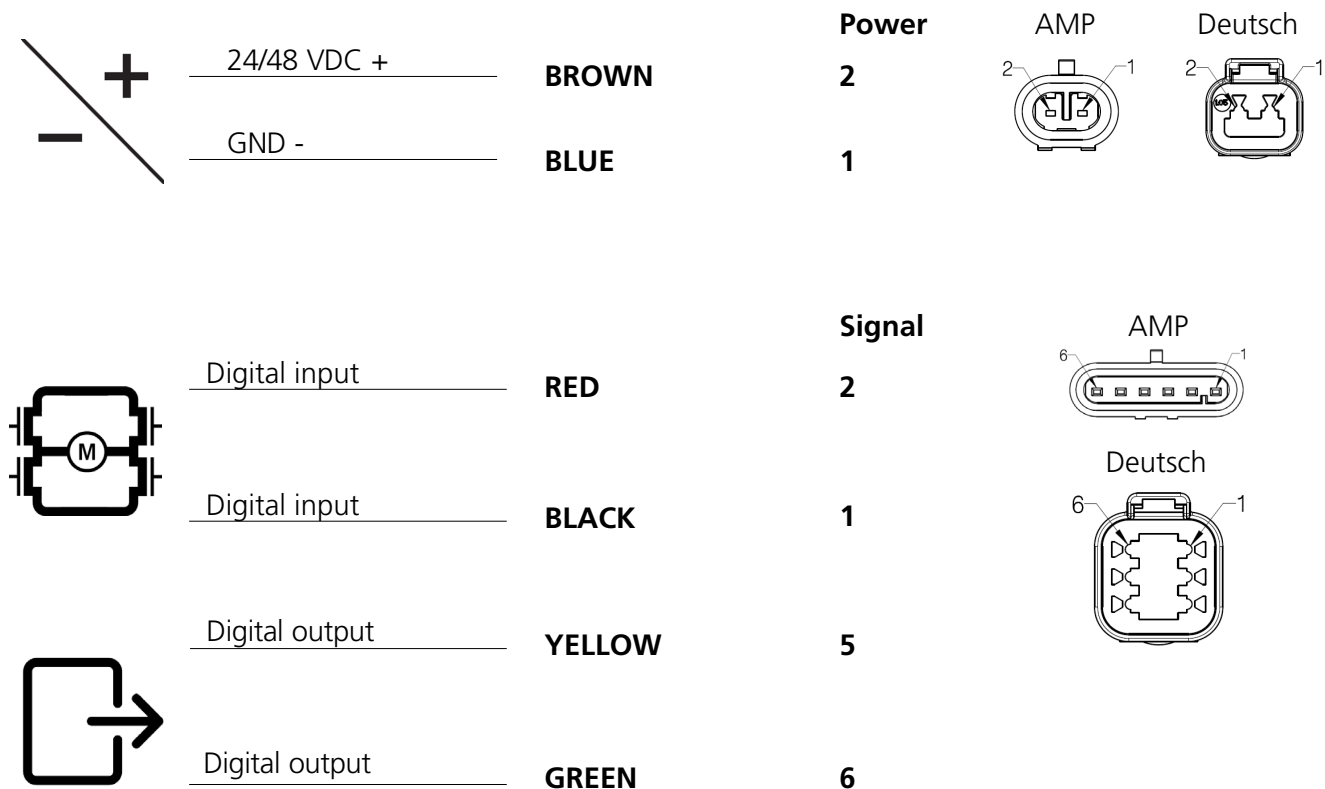 Power AMP Deutsch
24/48 VDC + BROWN 2
2 1 2 1
+
-
GND - BLUE 1
Signal AMP
6 1
Digital input RED 2
M
Deutsch
6 1
Digital input BLACK 1
Digital output YELLOW 5
Digital output GREEN 6